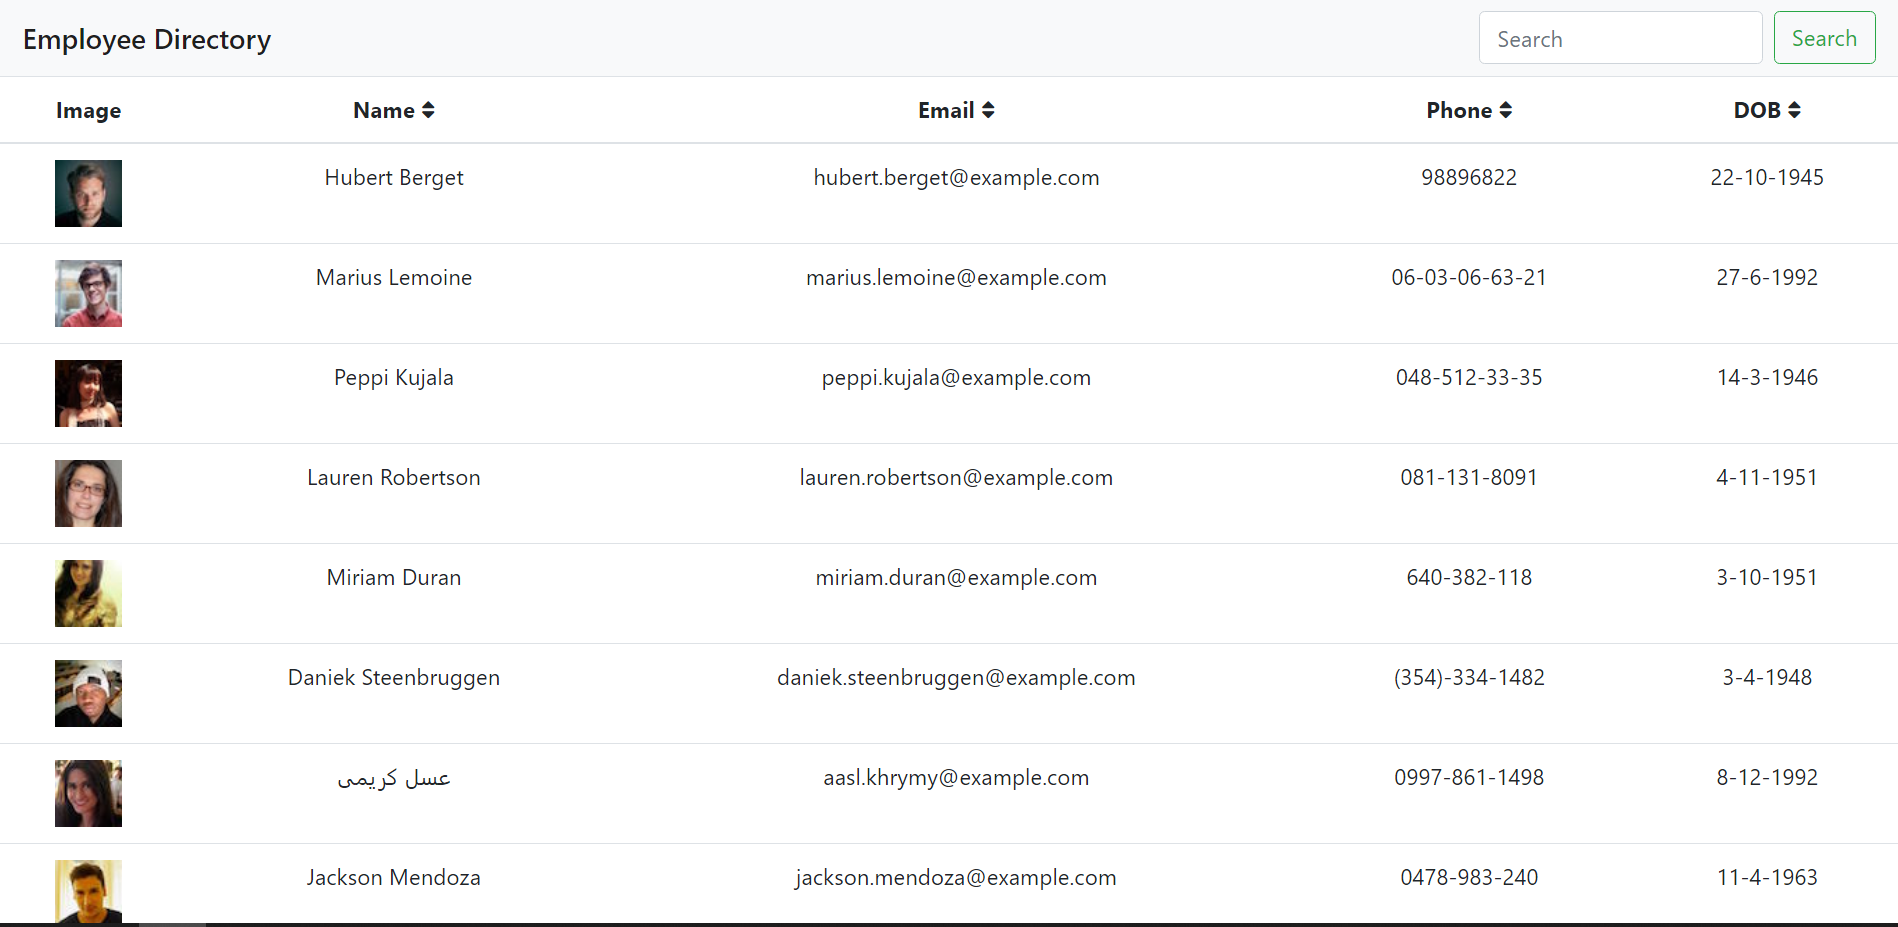 Employee Directory Search Search
Image Name Email Phone DOB
Hubert Berget hubert.berget@example.com 98896822 22-10-1945
Marius Lemoine marius.lemoine@example.com 06-03-06-63-21 27-6-1992
Peppi Kujala peppi.kujala@example.com 048-512-33-35 14-3-1946
Lauren Robertson lauren.robertson@example.com 081-131-8091 4-11-1951
Miriam Duran miriam.duran@example.com 640-382-118 3-10-1951
Daniek Steenbruggen daniek.steenbruggen@example.com (354)-334-1482 3-4-1948
عسل کریمی aasl.khrymy@example.com 0997-861-1498 8-12-1992
Jackson Mendoza jackson.mendoza@example.com 0478-983-240 11-4-1963